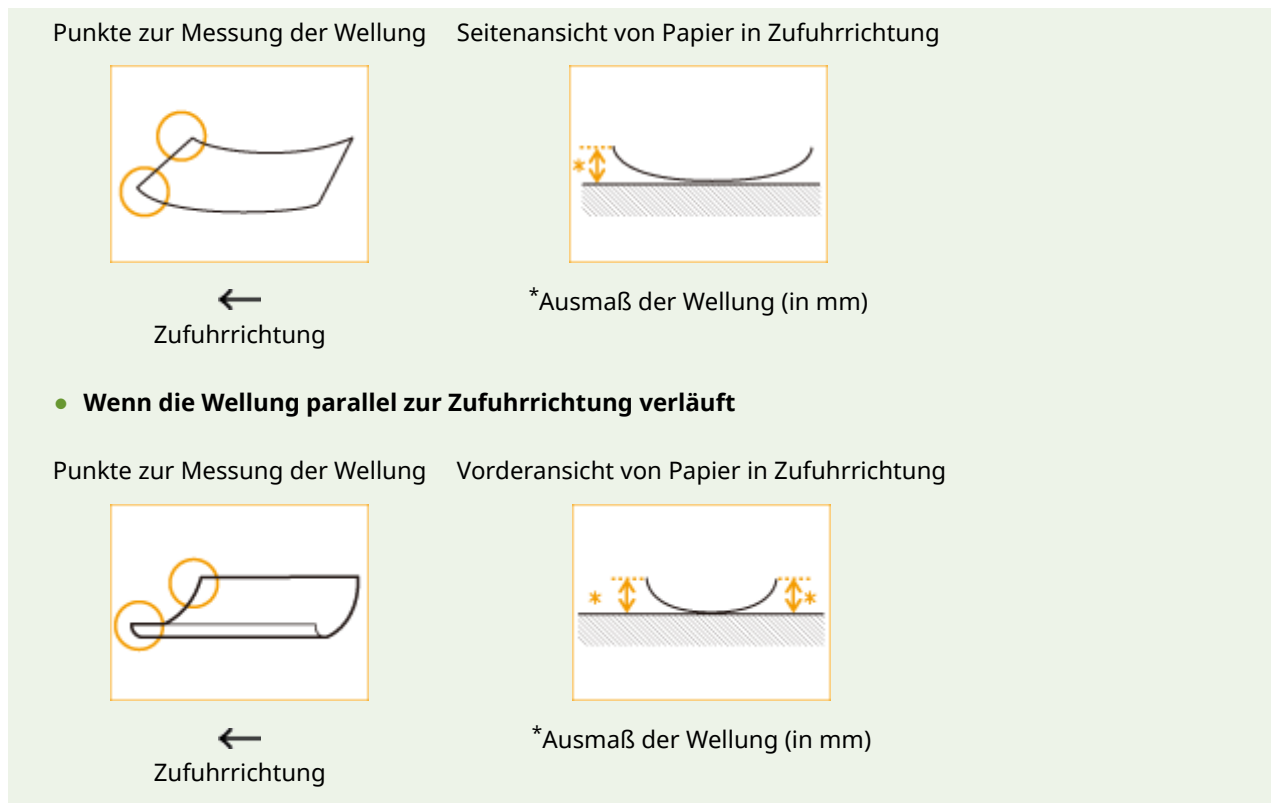 Punkte zur Messung der Wellung Seitenansicht von Papier in Zufuhrrichtung
*
*Ausmaß der Wellung (in mm)
Zufuhrrichtung
● Wenn die Wellung parallel zur Zufuhrrichtung verläuft
Punkte zur Messung der Wellung Vorderansicht von Papier in Zufuhrrichtung
* *
*Ausmaß der Wellung (in mm)
Zufuhrrichtung